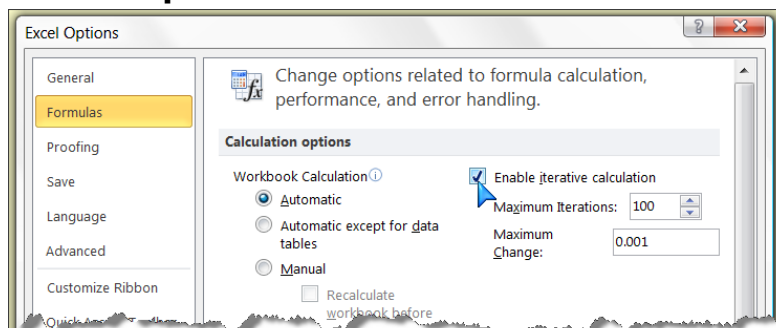 Excel Options
General
Formulas
Proofing
Save
Language
Advanced
Customize Ribbon
Change options related to formula calculation,
performance, and error handling.
Calculation options
Workbook Calculation
Automatic
Automatic except for data
tables
Manual
Recalculate
workbook before
Enable iterative calculation
Maximum Iterations: 100
Maximum
Change: 0.001